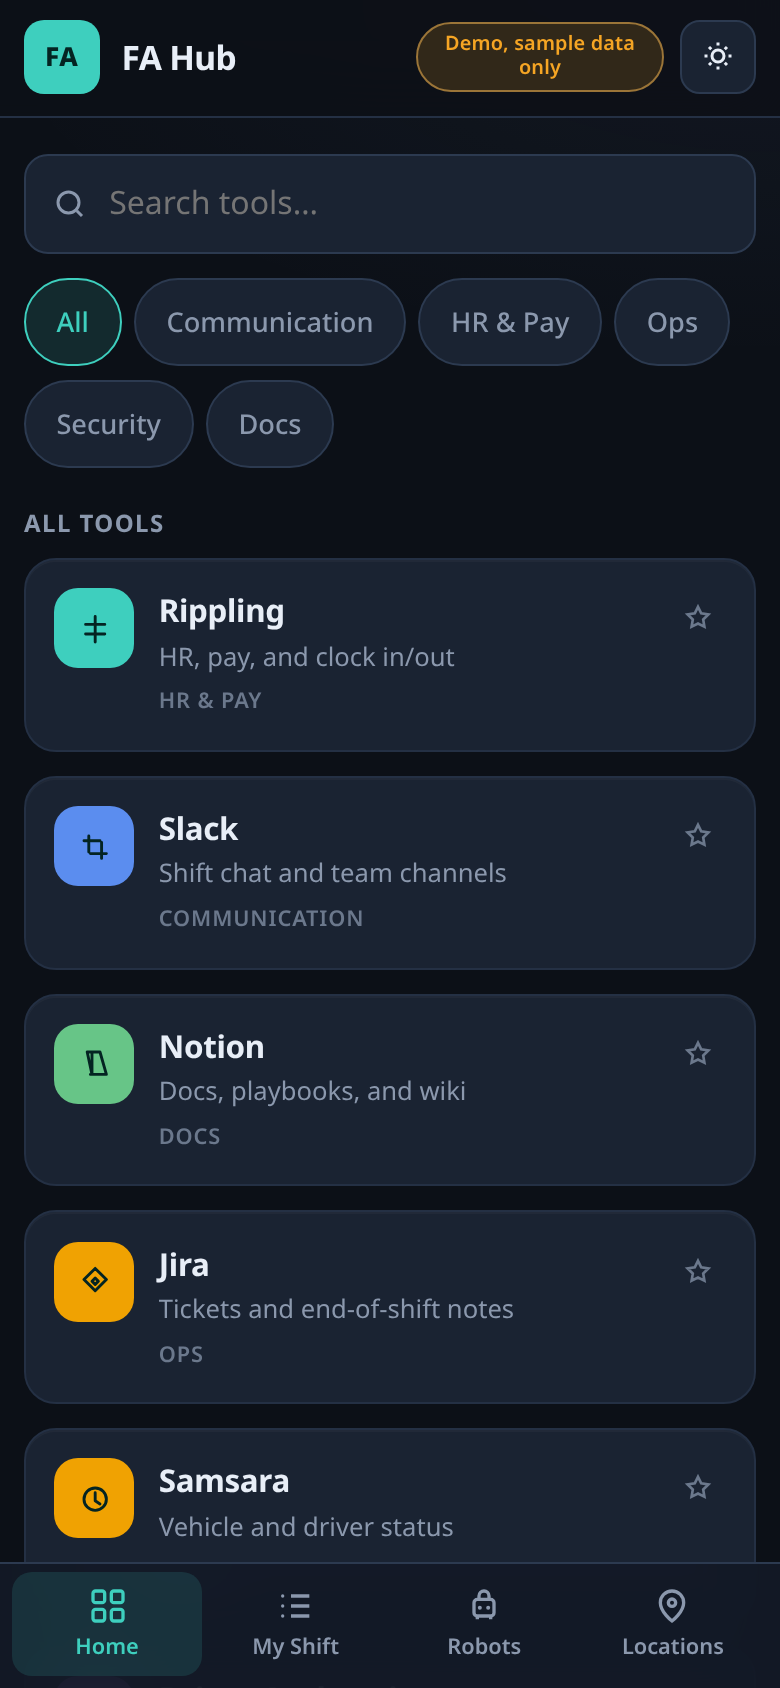 FA
FA Hub
Demo, sample data
only
Search tools...
All
Communication
HR & Pay
Ops
Security
Docs
ALL TOOLS
Rippling
HR, pay, and clock in/out
HR & PAY
Slack
Shift chat and team channels
COMMUNICATION
Notion
Docs, playbooks, and wiki
DOCS
Jira
Tickets and end-of-shift notes
OPS
Samsara
Vehicle and driver status
Home
My Shift
Robots
Locations